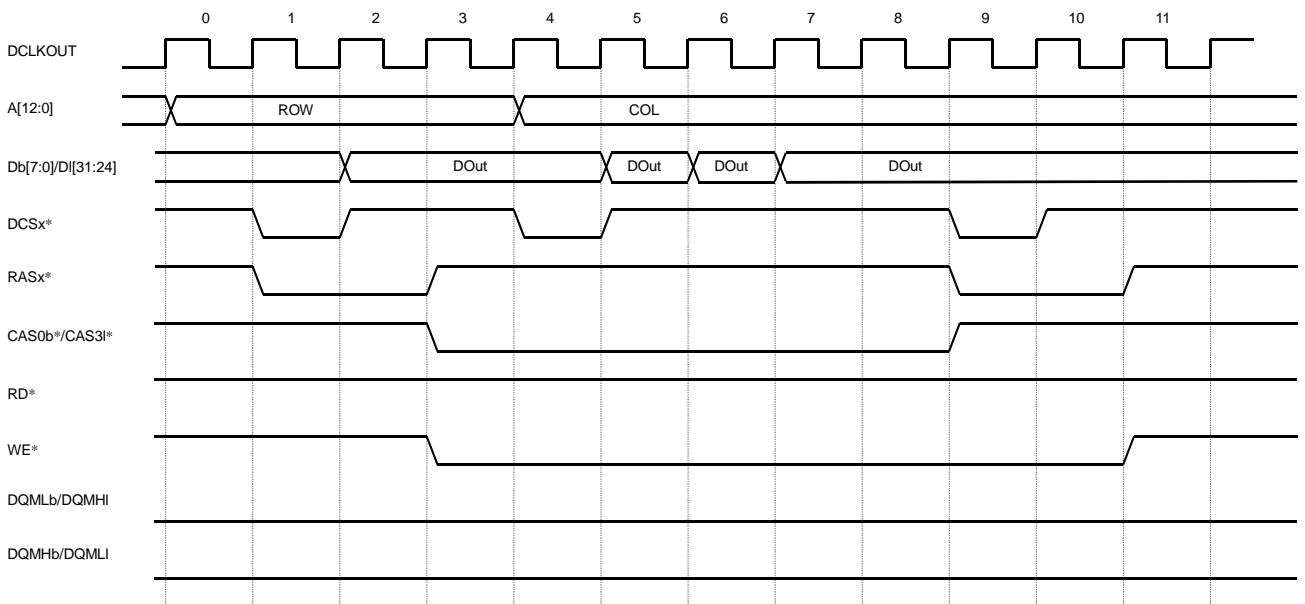 0 1 2 3 4 5 6 7 8 9 10 11
DCLKOUT
A[12:0] ROW COL
Db[7:0]/Dl[31:24] DOut DOut DOut DOut
DCSx*
RASx*
CAS0b*/CAS3l*
RD*
WE*
DQMLb/DQMHl
DQMHb/DQMLl